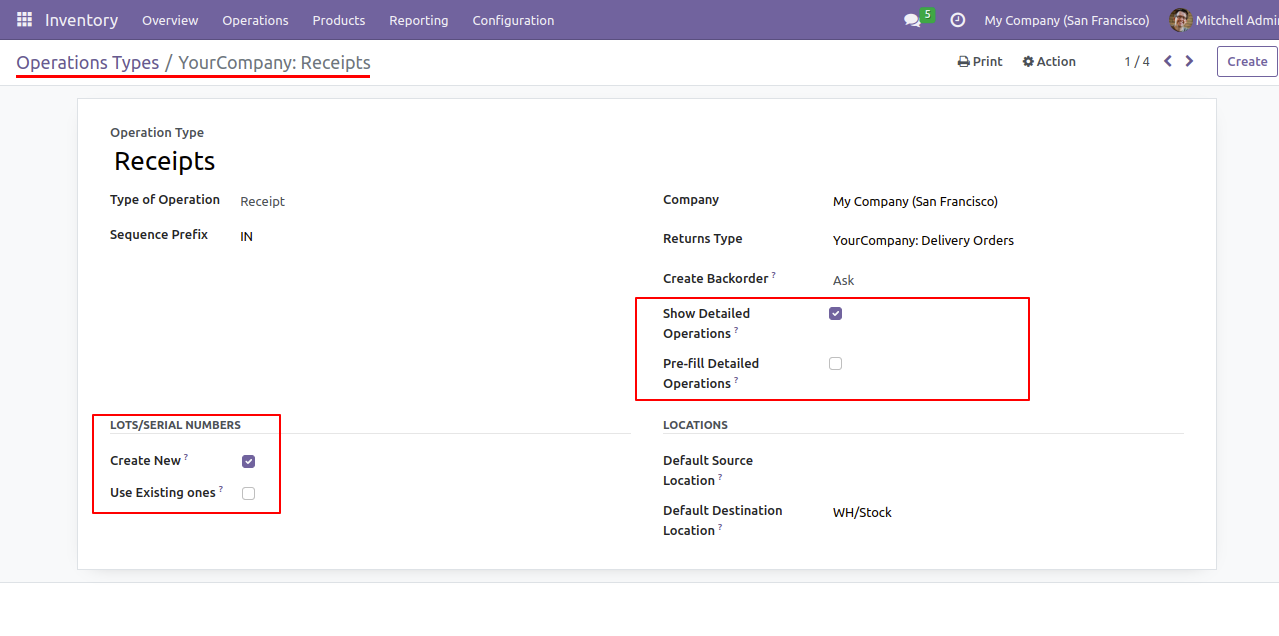 Inventory Overview Operations Products Reporting Configuration 5 My Company (San Francisco) Mitchell Admi
Operations Types / YourCompany: Receipts Print Action 1 / 4 Create
Operation Type
Receipts
Type of Operation Receipt
Sequence Prefix IN
Company My Company (San Francisco)
Returns Type YourCompany: Delivery Orders
Create Backorder ? Ask
Show Detailed
Operations ?
Pre-fill Detailed
Operations ?
LOTS/SERIAL NUMBERS
Create New ?
Use Existing ones ?
LOCATIONS
Default Source
Location ?
Default Destination WH/Stock
Location ?